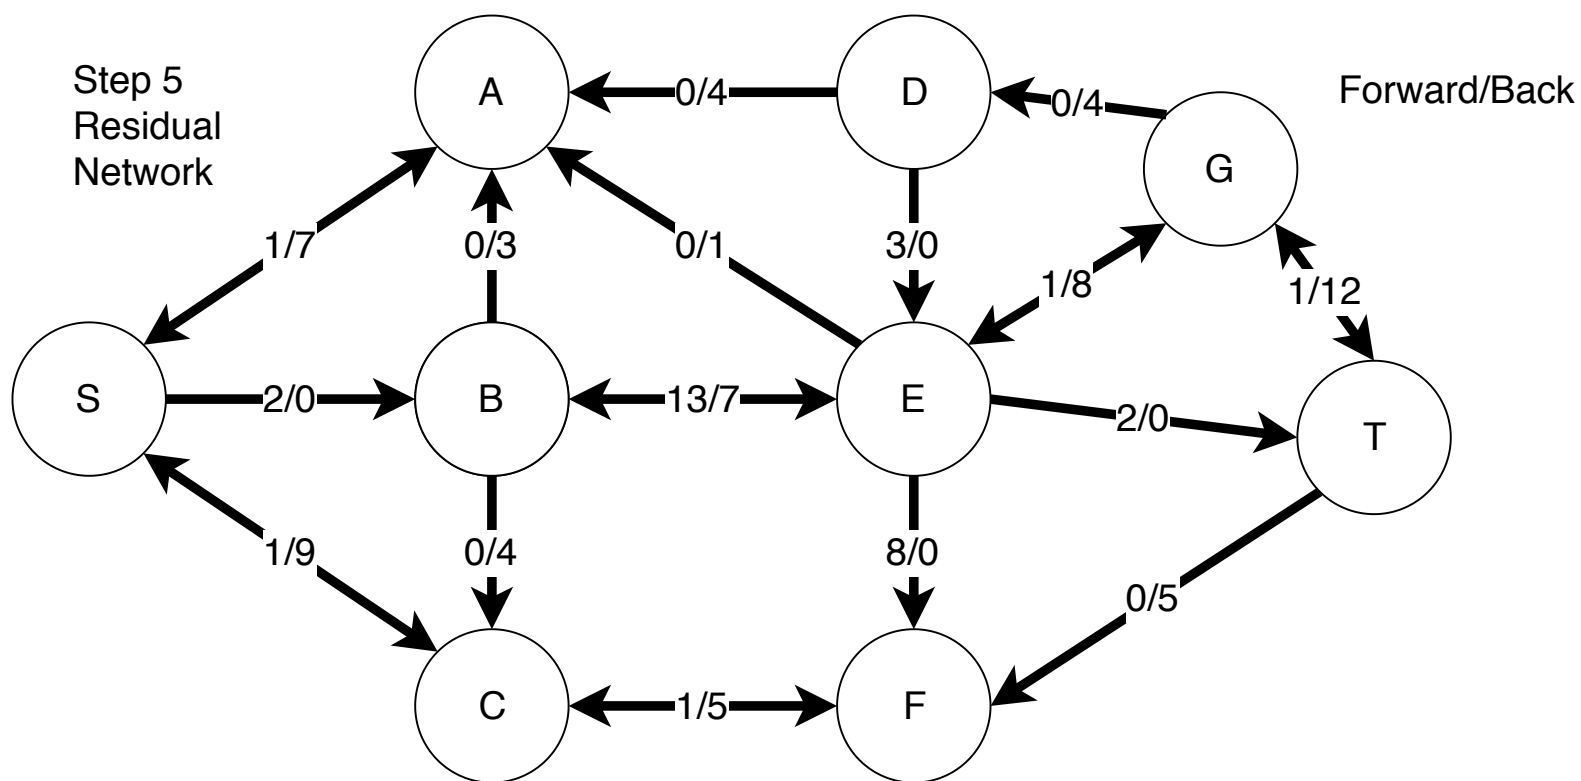 Step 5
Residual
Network
Forward/Back
A
0/4
D
0/4
G
1/7
0/3
0/1
3/0
1/8
1/12
S
2/0
B
13/7
E
2/0
T
1/9
0/4
8/0
0/5
C
1/5
F